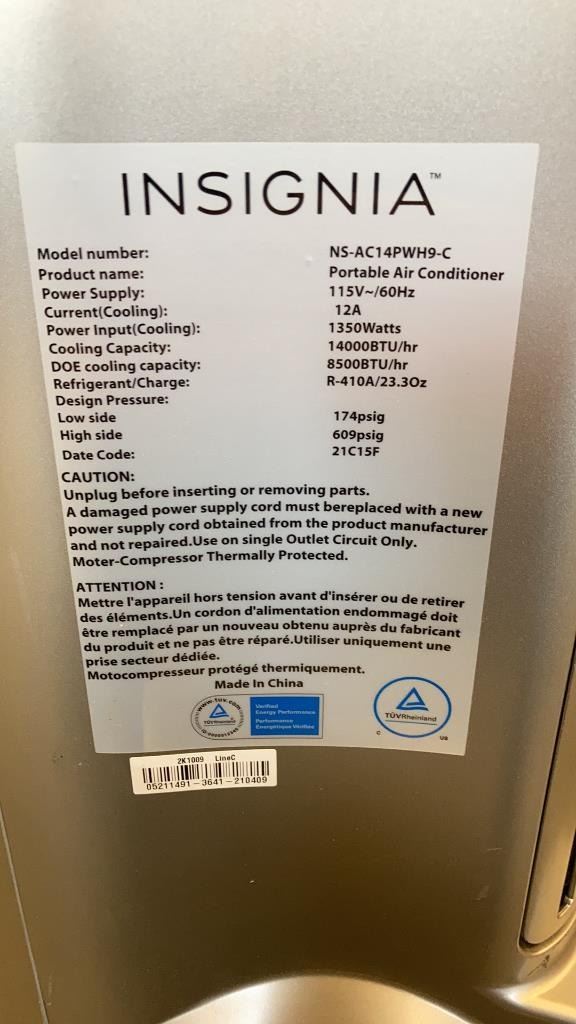 INSIGNIA™
Model number: NS-AC14PWH9-C
Product name: Portable Air Conditioner
Power Supply: 115V~/60Hz
Current(Cooling): 12A
Power Input(Cooling): 1350Watts
Cooling Capacity: 14000BTU/hr
DOE cooling capacity: 8500BTU/hr
Refrigerant/Charge: R-410A/23.3Oz
Design Pressure:
Low side 174psig
High side 609psig
Date Code: 21C15F
CAUTION:
Unplug before inserting or removing parts.
A damaged power supply cord must bereplaced with a new
power supply cord obtained from the product manufacturer
and not repaired.Use on single Outlet Circuit Only.
Moter-Compressor Thermally Protected.
ATTENTION :
Mettre l'appareil hors tension avant d'insérer ou de retirer
des éléments.Un cordon d'alimentation endommagé doit
être remplacé par un nouveau obtenu auprès du fabricant
du produit et ne pas être réparé.Utiliser uniquement une
prise secteur dédiée.
Motocompresseur protégé thermiquement.
Made In China
www.tuv.com
TÜVRheinland
Verified
Energy Performance
Performance
Energétique Vérifiée
TÜVRheinland
C US
2K1009 LineC
05211491-3641-210409